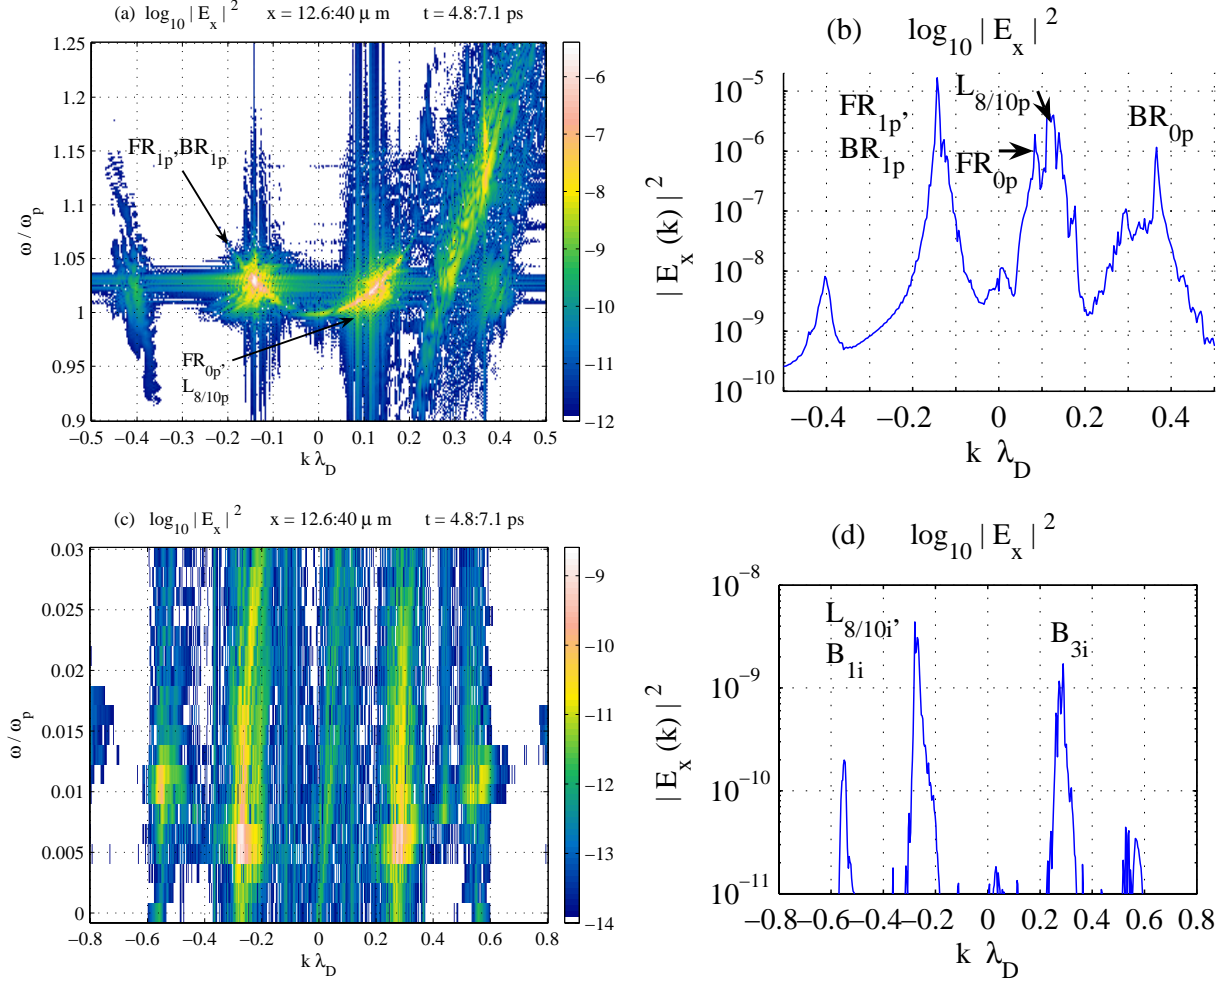 (a) log10 | Ex | 2 x = 12.6:40 μ m t = 4.8:7.1 ps
1.25
1.2
1.15
1.1
1.05
1
0.95
0.9
ω / ωp
FR1p,BR1p
FR0p,
L8/10p
−0.5 −0.4 −0.3 −0.2 −0.1 0 0.1 0.2 0.3 0.4 0.5
k λD
−6
−7
−8
−9
−10
−11
−12
(b) log10 | Ex | 2
10−5
10−6
10−7
10−8
10−9
10−10
| Ex (k) | 2
FR1p,
BR1p
L8/10p
FR0p
BR0p
−0.4 −0.2 0 0.2 0.4
k λD
(c) log10 | Ex | 2 x = 12.6:40 μ m t = 4.8:7.1 ps
0.03
0.025
0.02
0.015
0.01
0.005
0
ω / ωp
−0.8 −0.6 −0.4 −0.2 0 0.2 0.4 0.6 0.8
k λD
−9
−10
−11
−12
−13
−14
(d) log10 | Ex | 2
10−8
10−9
10−10
10−11
| Ex (k) | 2
L8/10i,
B1i
B3i
−0.8 −0.6 −0.4 −0.2 0 0.2 0.4 0.6 0.8
k λD